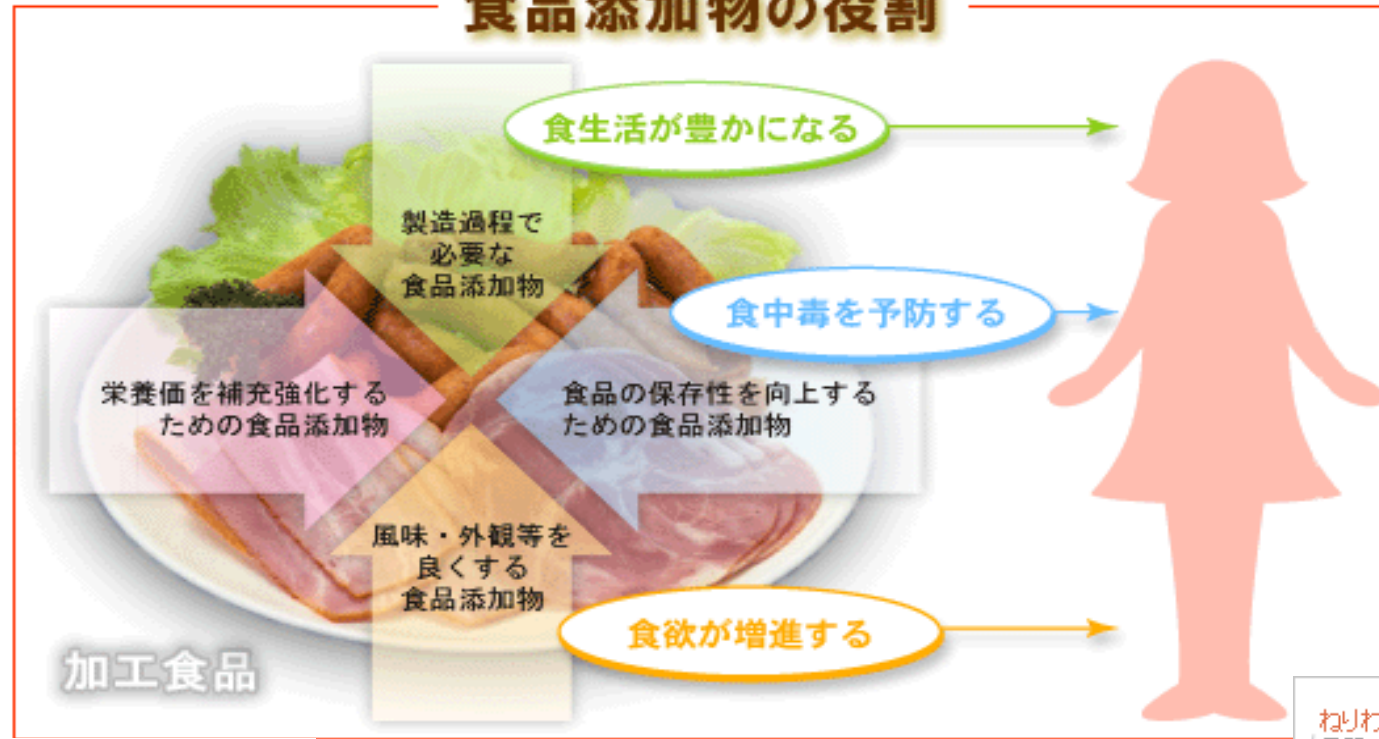 食品添加物の役割
食生活が豊かになる
製造過程で
必要な
食品添加物
食中毒を予防する
栄養価を補充強化する
ための食品添加物
食品の保存性を向上する
ための食品添加物
風味・外観等を
良くする
食品添加物
食欲が増進する
加工食品
ねりわ